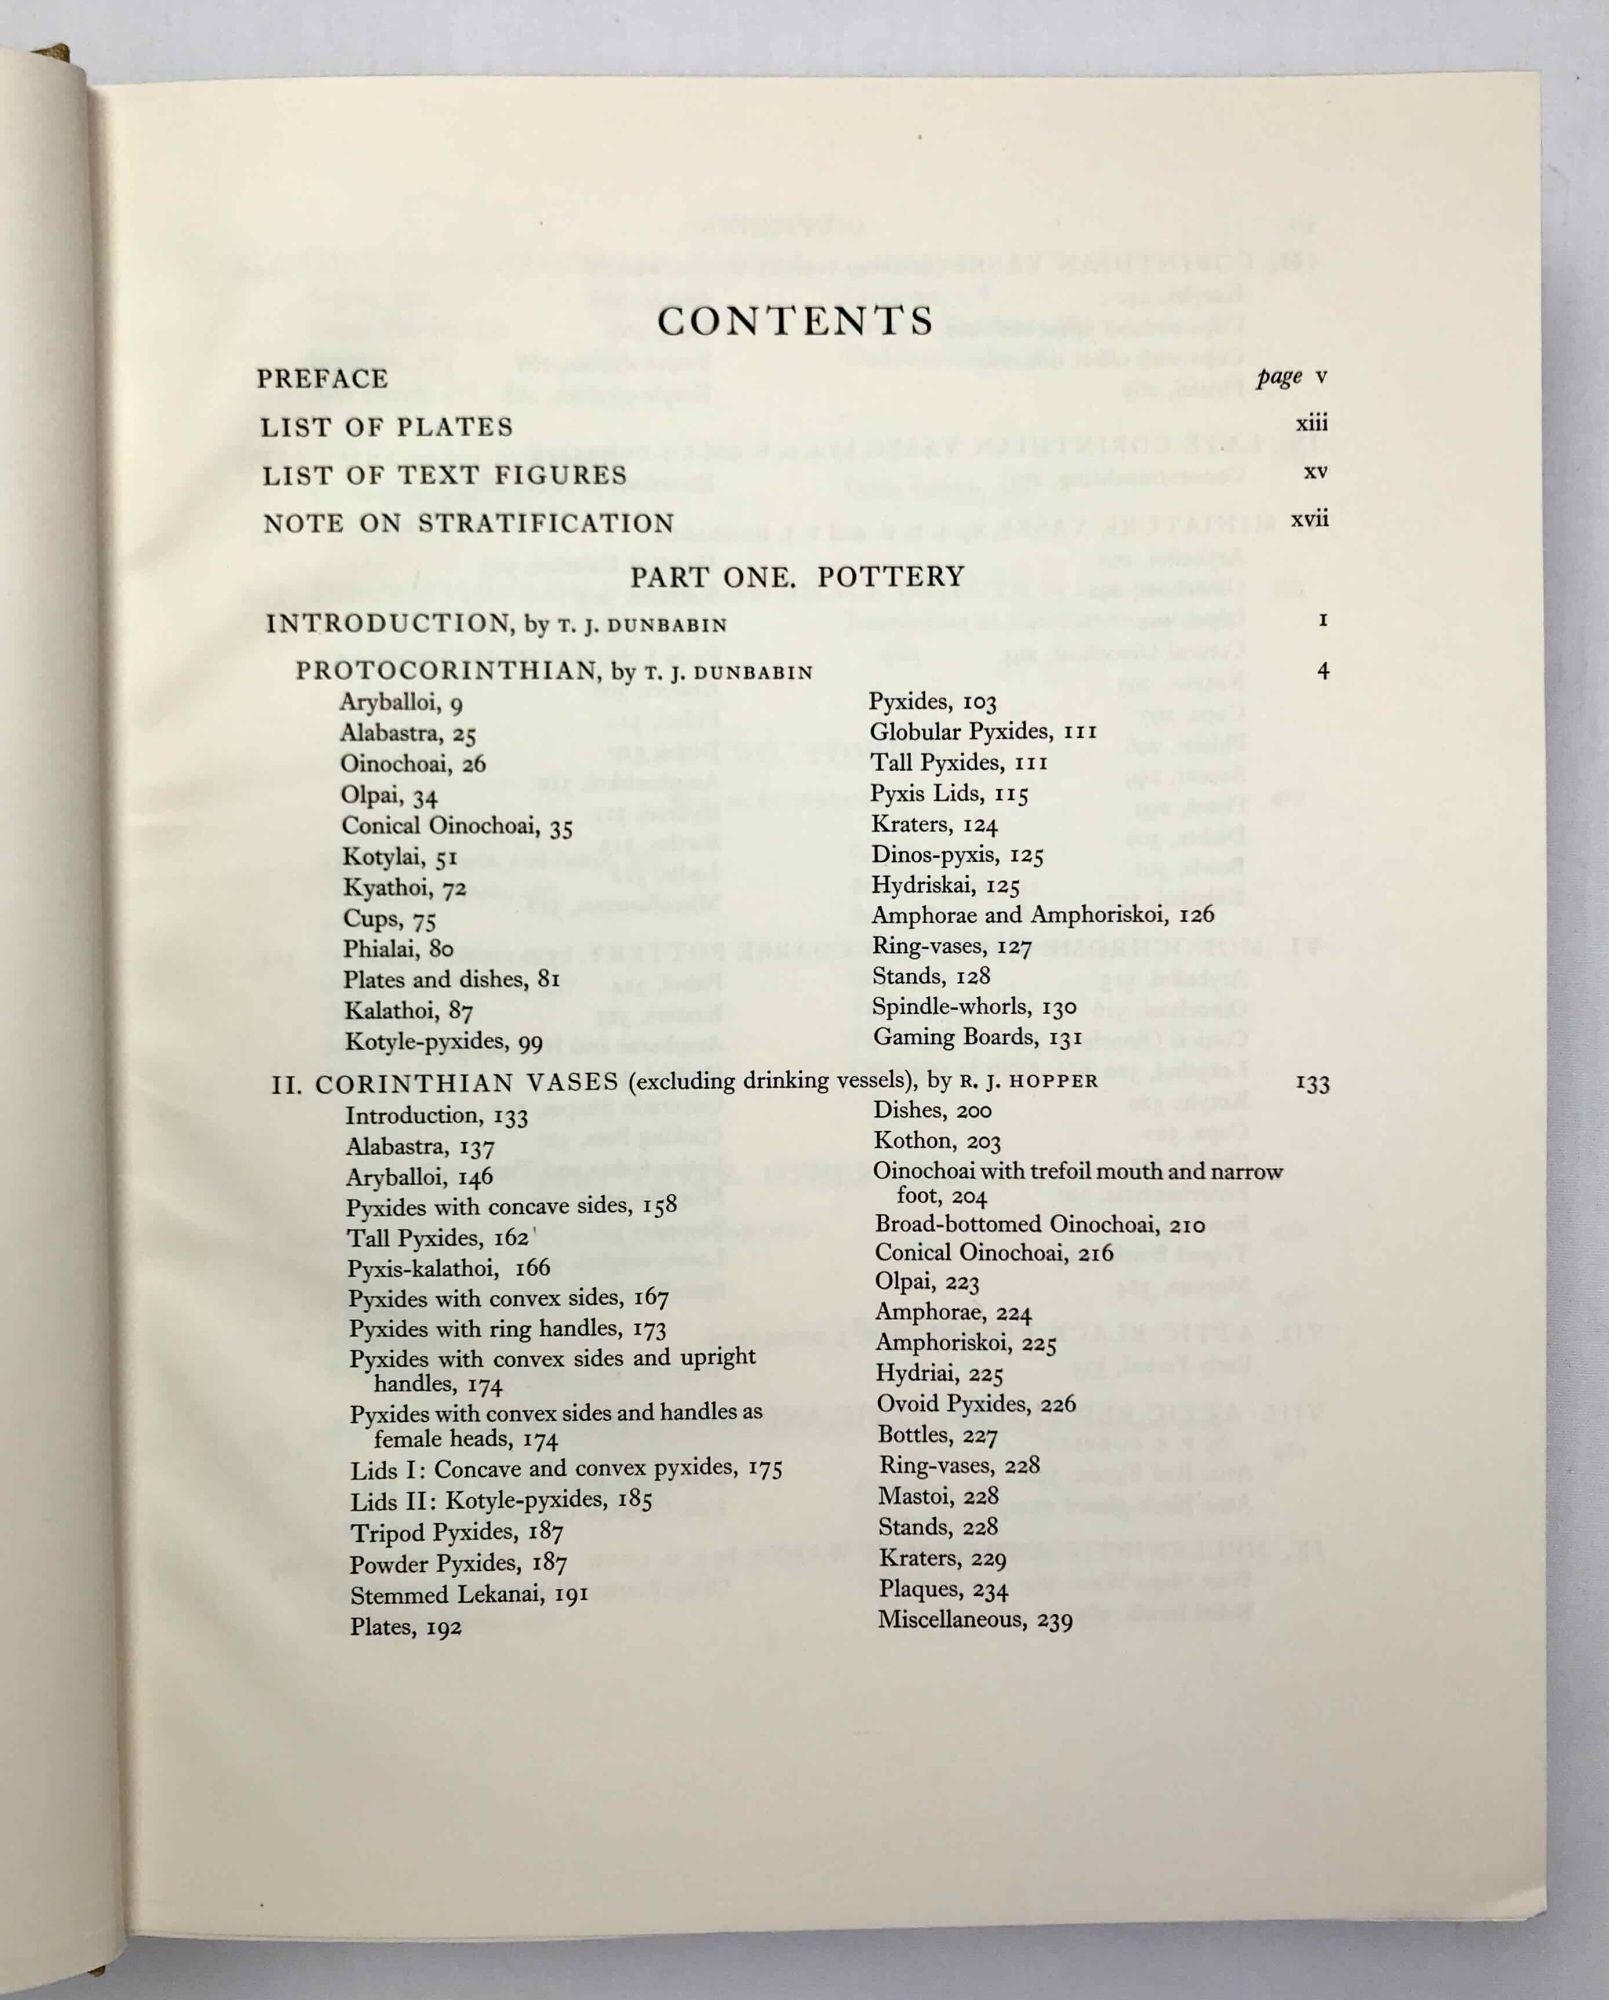 CONTENTS
PREFACE page v
LIST OF PLATES xiii
LIST OF TEXT FIGURES xv
NOTE ON STRATIFICATION xvii
PART ONE. POTTERY
INTRODUCTION, by T. J. DUNBABIN 1
PROTOCORINTHIAN, by T. J. DUNBABIN 4
Aryballoi, 9
Alabastra, 25
Oinochoai, 26
Olpai, 34
Conical Oinochoai, 35
Kotylai, 51
Kyathoi, 72
Cups, 75
Phialai, 80
Plates and dishes, 81
Kalathoi, 87
Kotyle-pyxides, 99
Pyxides, 103
Globular Pyxides, 111
Tall Pyxides, 111
Pyxis Lids, 115
Kraters, 124
Dinos-pyxis, 125
Hydriskai, 125
Amphorae and Amphoriskoi, 126
Ring-vases, 127
Stands, 128
Spindle-whorls, 130
Gaming Boards, 131
II. CORINTHIAN VASES (excluding drinking vessels), by R. J. HOPPER 133
Introduction, 133
Alabastra, 137
Aryballoi, 146
Pyxides with concave sides, 158
Tall Pyxides, 162
Pyxis-kalathoi, 166
Pyxides with convex sides, 167
Pyxides with ring handles, 173
Pyxides with convex sides and upright
handles, 174
Pyxides with convex sides and handles as
female heads, 174
Lids I: Concave and convex pyxides, 175
Lids II: Kotyle-pyxides, 185
Tripod Pyxides, 187
Powder Pyxides, 187
Stemmed Lekanai, 191
Plates, 192
Dishes, 200
Kothon, 203
Oinochoai with trefoil mouth and narrow
foot, 204
Broad-bottomed Oinochoai, 210
Conical Oinochoai, 216
Olpai, 223
Amphorae, 224
Amphoriskoi, 225
Hydriai, 225
Ovoid Pyxides, 226
Bottles, 227
Ring-vases, 228
Mastoi, 228
Stands, 228
Kraters, 229
Plaques, 234
Miscellaneous, 239